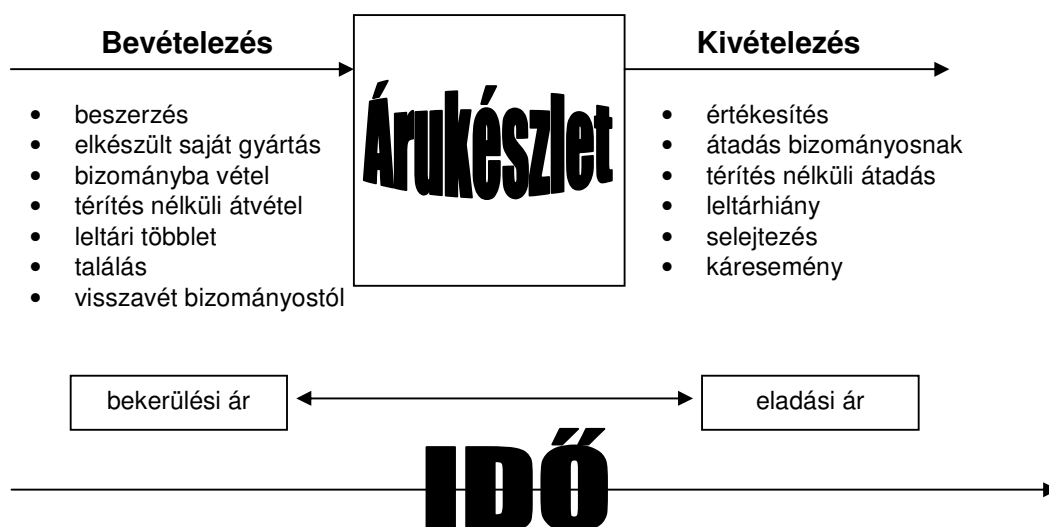 Bevételezés
• beszerzés
• elkészült saját gyártás
• bizományba vétel
• térítés nélküli átvétel
• leltári többlet
• találás
• visszavét bizományostól
Árukészlet
Kivételezés
• értékesítés
• átadás bizományosnak
• térítés nélküli átadás
• leltárhiány
• selejtezés
• káresemény
bekerülési ár
eladási ár
IDŐ